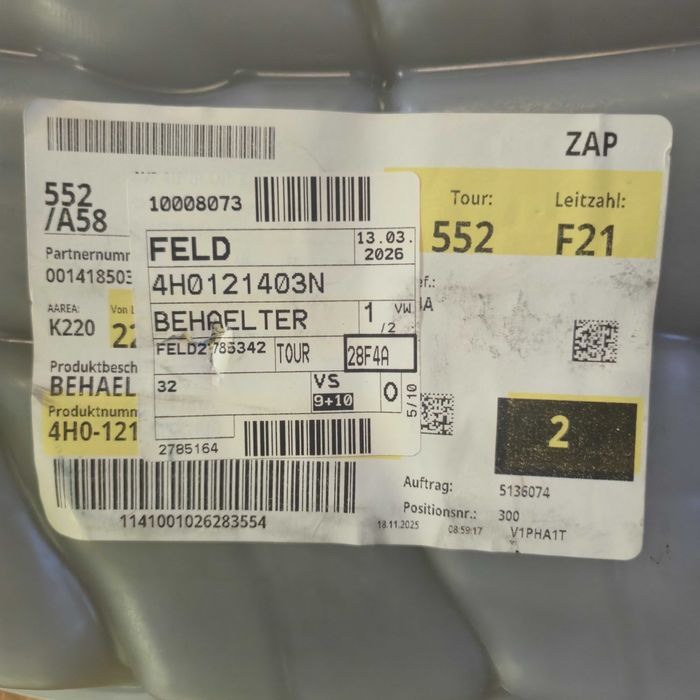 ZAP
552
/A58
10008073
Tour:
Leitzahl:
552
F21
FELD
13.03.
2026
Partnernumm
00141850
4H0121403N
AAREA:
K220
Von L
22
BEHAELTER
1
/2
VW
TOUR
28F4A
Produktbesch
BEHAEL
32
VS
9+10
0
5/10
Produktnumm
4H0-121
2785164
2
1141001026283554
Auftrag:
5136074
Positionsnr.:
300
18.11.2025
08:59:17
V1PHA1T